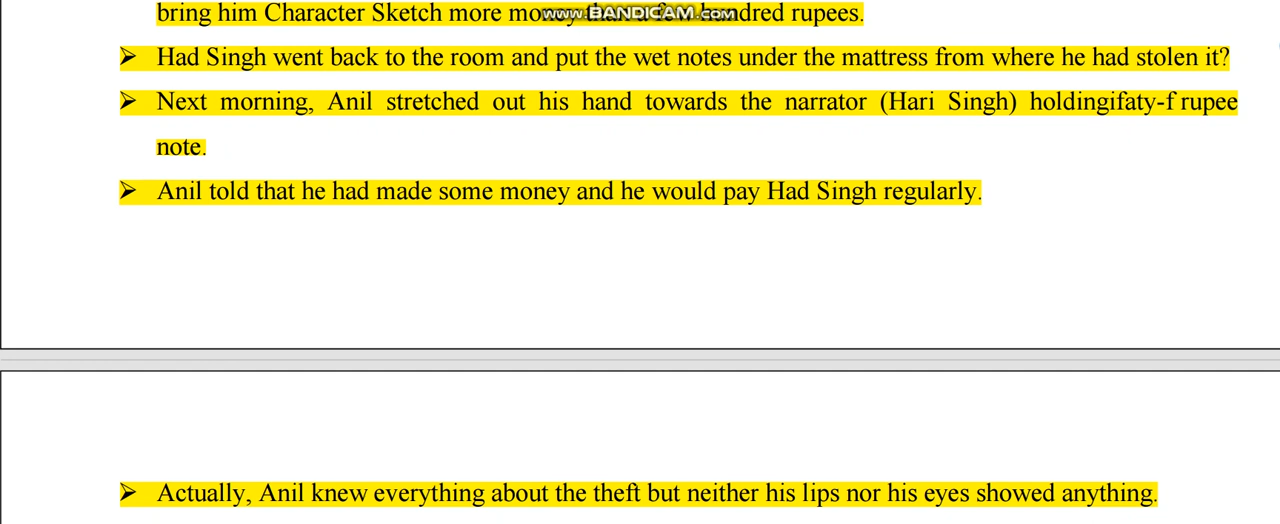 bring him Character Sketch more money than a few hundred rupees.
www.BANDICAM.com
➤ Had Singh went back to the room and put the wet notes under the mattress from where he had stolen it?
➤ Next morning, Anil stretched out his hand towards the narrator (Hari Singh) holdingifaty-f rupee
note.
➤ Anil told that he had made some money and he would pay Had Singh regularly.
➤ Actually, Anil knew everything about the theft but neither his lips nor his eyes showed anything.